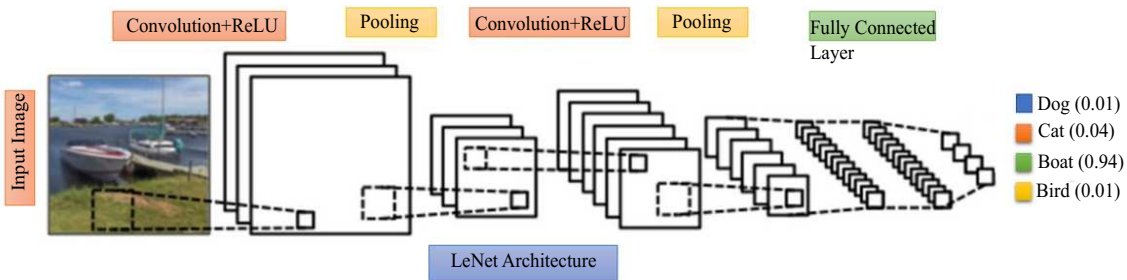 Convolution+ReLU
Pooling
Convolution+ReLU
Pooling
Fully Connected
Layer
Input Image
Dog (0.01)
Cat (0.04)
Boat (0.94)
Bird (0.01)
LeNet Architecture